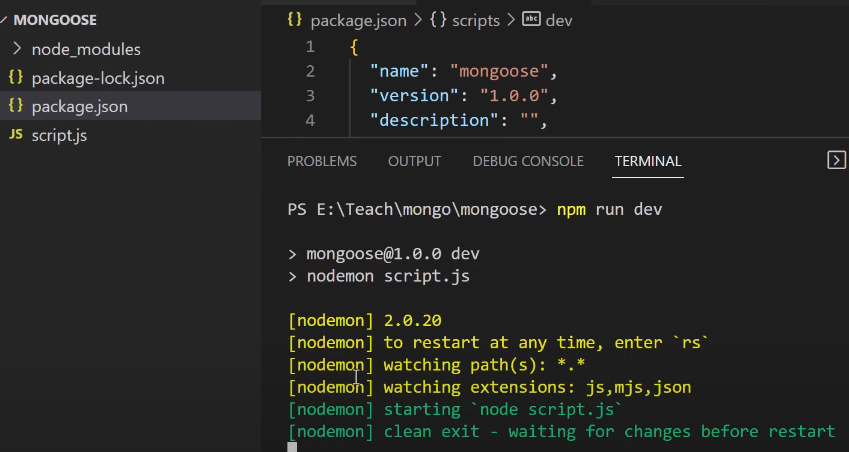 MONGOOSE
node_modules
{} package-lock.json
{} package.json
JS script.js
{} package.json > {} scripts > abc dev
1 {
2 "name": "mongoose",
3 "version": "1.0.0",
4 "description": "",
PROBLEMS OUTPUT DEBUG CONSOLE TERMINAL
PS E:\Teach\mongo\mongoose> npm run dev
> mongoose@1.0.0 dev
> nodemon script.js
[nodemon] 2.0.20
[nodemon] to restart at any time, enter `rs`
[nodemon] watching path(s): *.*
[nodemon] watching extensions: js,mjs,json
[nodemon] starting `node script.js`
[nodemon] clean exit - waiting for changes before restart